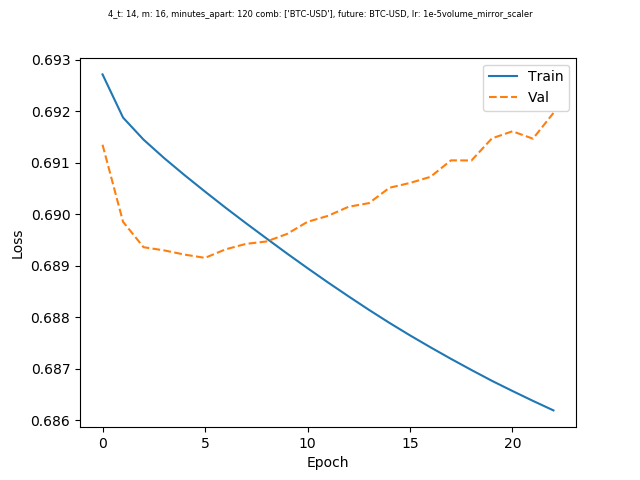 4_t: 14, m: 16, minutes_apart: 120 comb: ['BTC-USD'], future: BTC-USD, lr: 1e-5volume_mirror_scaler
0.693
0.692
0.691
0.690
0.689
0.688
0.687
0.686
Loss
Train
Val
0
5
10
15
20
Epoch